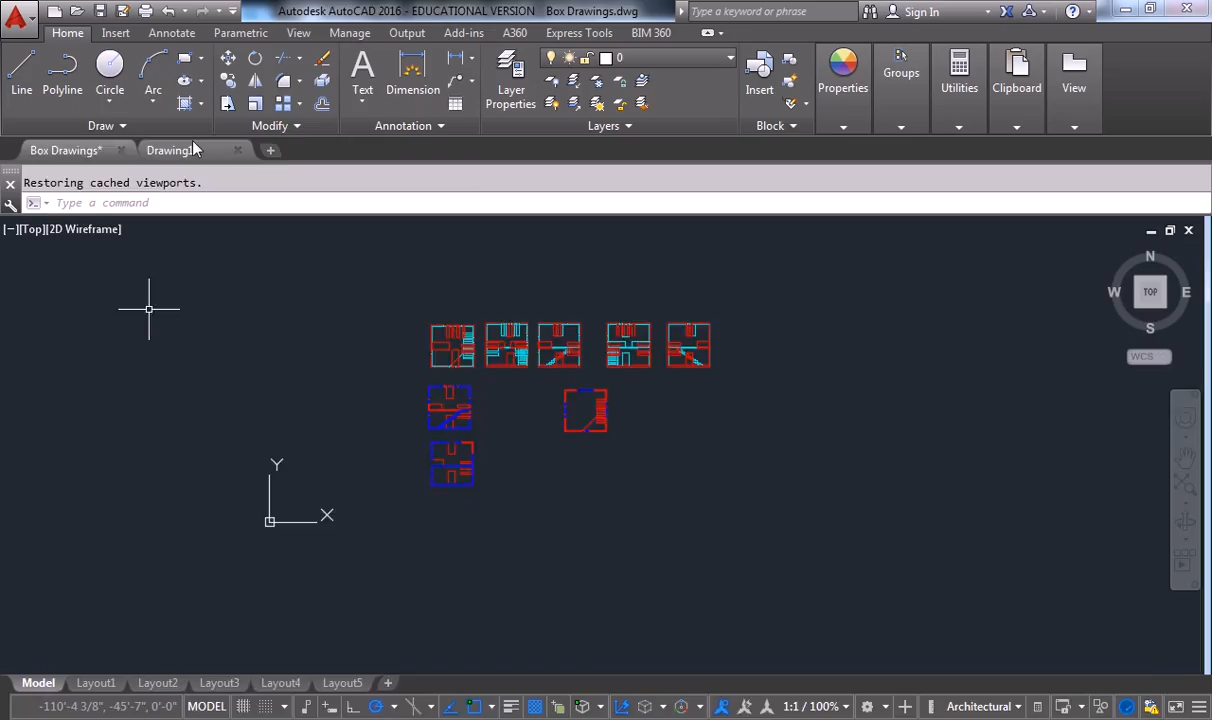 Autodesk AutoCAD 2016 - EDUCATIONAL VERSION Box Drawings.dwg
Type a keyword or phrase
Sign In
Home Insert Annotate Parametric View Manage Output Add-ins A360 Express Tools BIM 360
0
Line Polyline Circle Arc Text Dimension Layer Properties Insert Properties Groups Utilities Clipboard View
Draw Modify Annotation Layers Block
Box Drawings* Drawing
Restoring cached viewports.
Type a command
[−][Top][2D Wireframe]
N
W TOP E
S
WCS
Y
X
Model Layout1 Layout2 Layout3 Layout4 Layout5
-110'-4 3/8", -45'-7", 0'-0" MODEL 1:1 / 100% Architectural